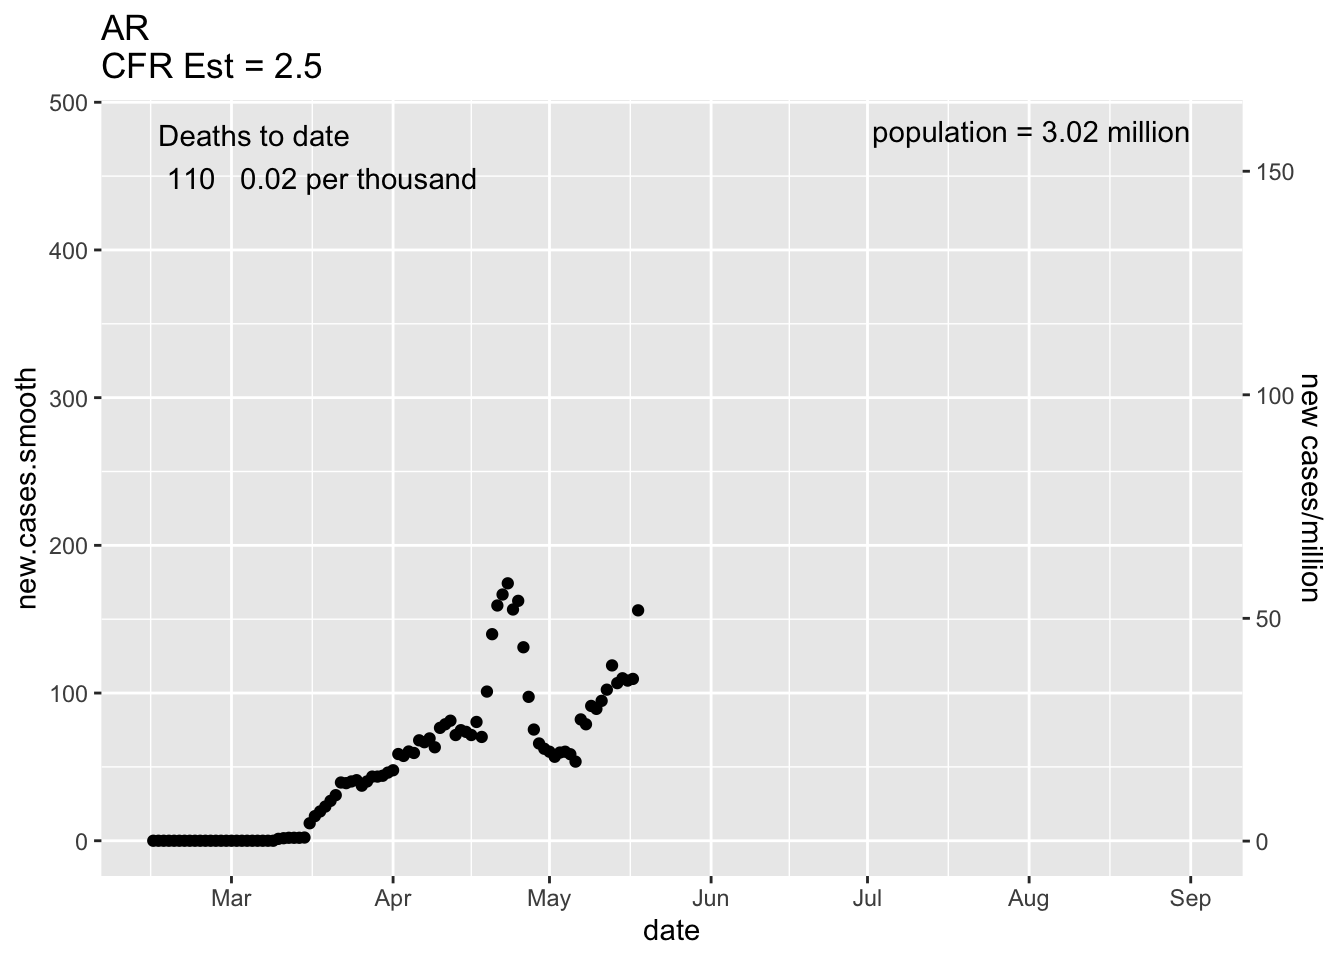 AR
CFR Est = 2.5
Deaths to date
110 0.02 per thousand
population = 3.02 million
500
400
300
200
100
0
new.cases.smooth
150
100
50
0
new cases/million
Mar Apr May Jun Jul Aug Sep
date